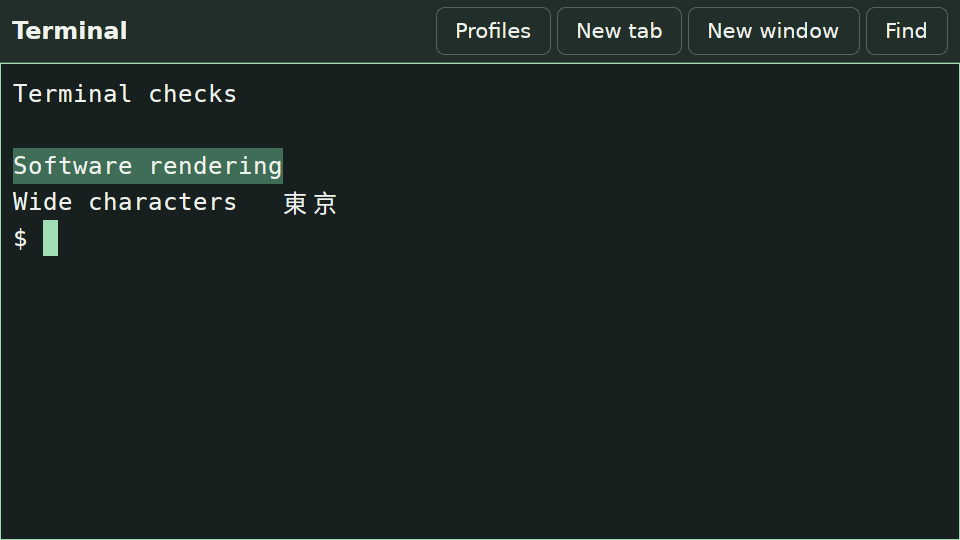 Terminal Profiles New tab New window Find
Terminal checks
Software rendering
Wide characters 東京
$